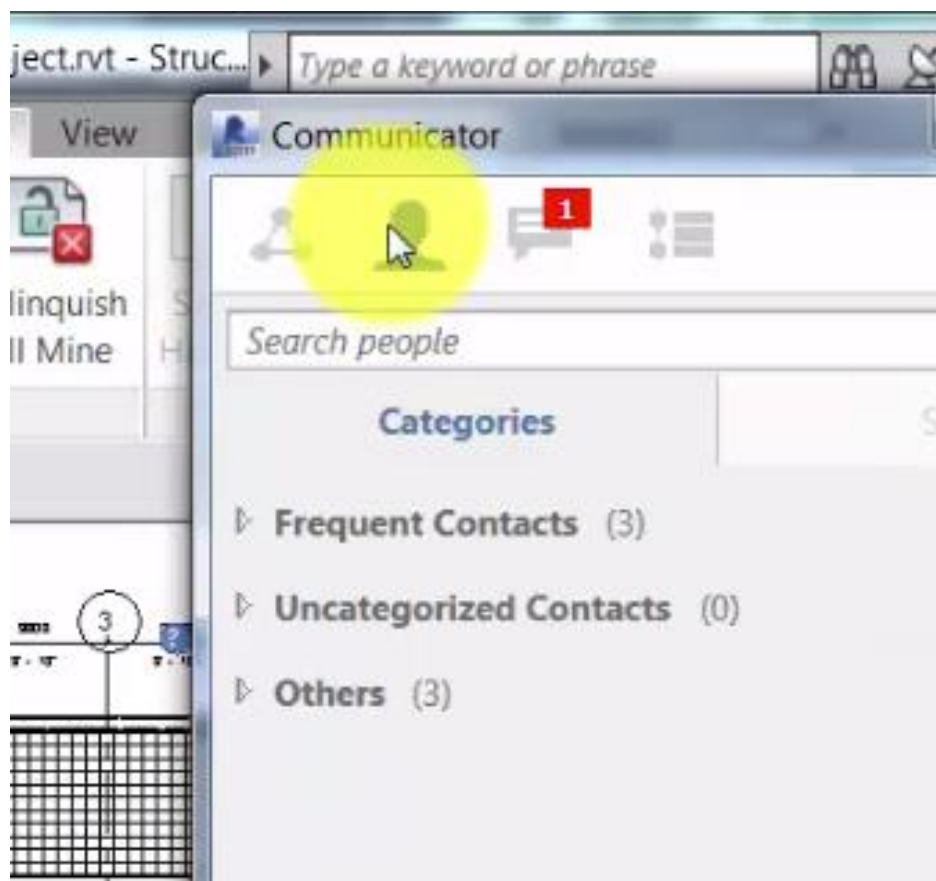 ject.rvt - Struc...
Type a keyword or phrase
View
Communicator
1
linquish
ll Mine
Search people
Categories
S
Frequent Contacts (3)
Uncategorized Contacts (0)
Others (3)
3
?